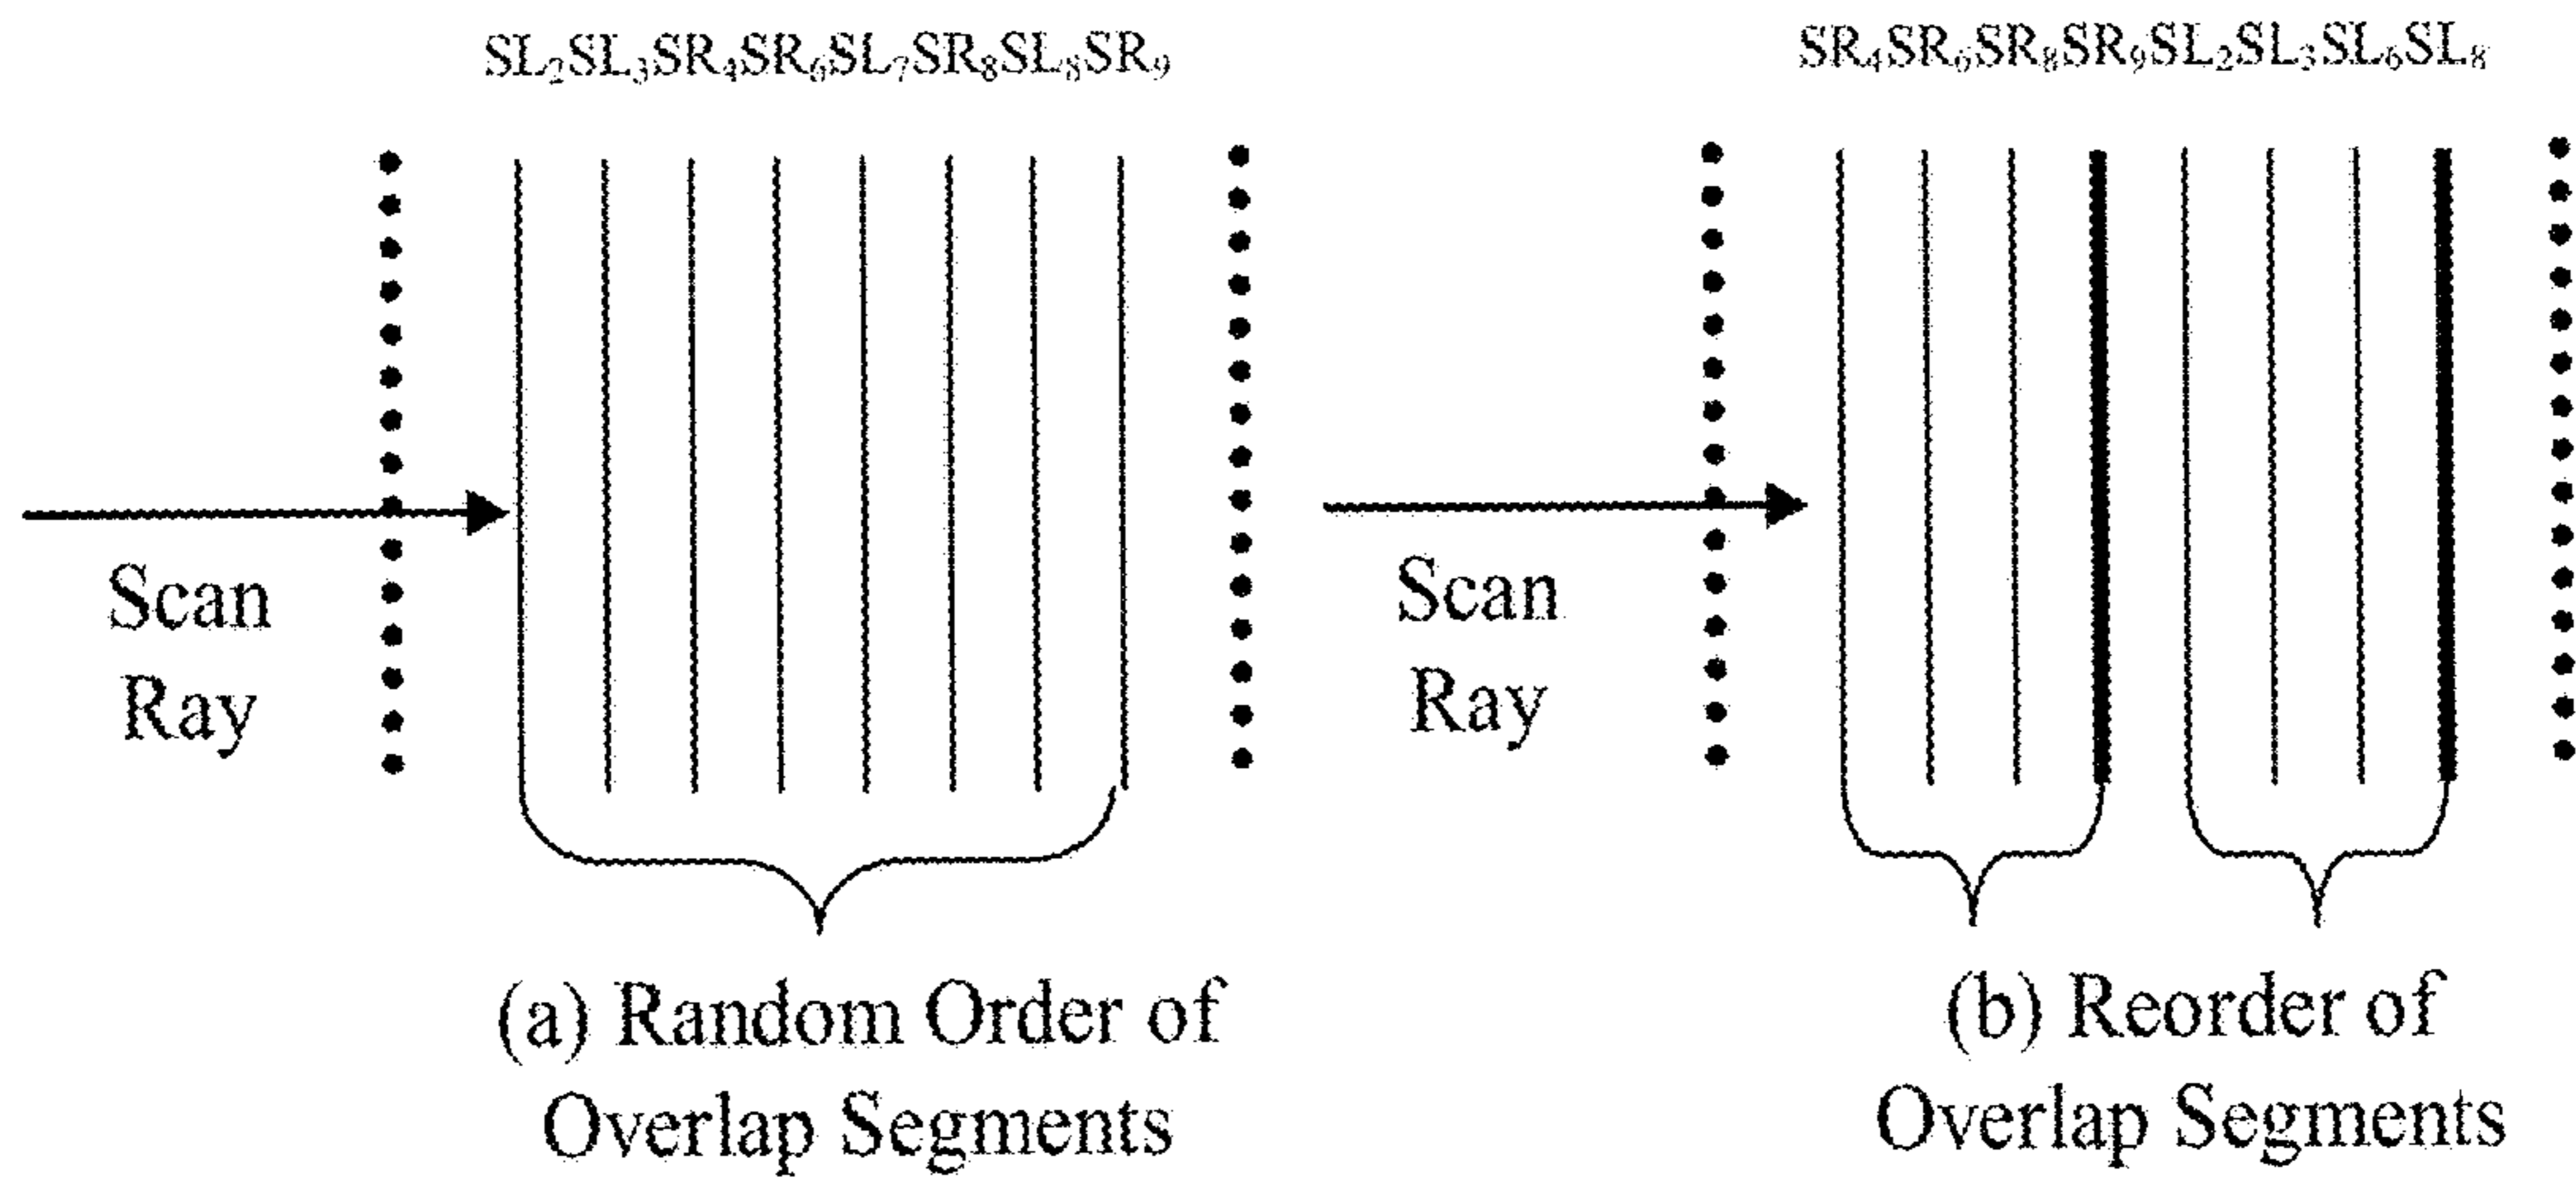 SL₂SL₃SR₄SR₆SL₇SR₈SL₈SR₉
SR₄SR₆SR₈SR₉SL₂SL₃SL₆SL₈
Scan
Ray
Scan
Ray
(a) Random Order of
Overlap Segments
(b) Reorder of
Overlap Segments